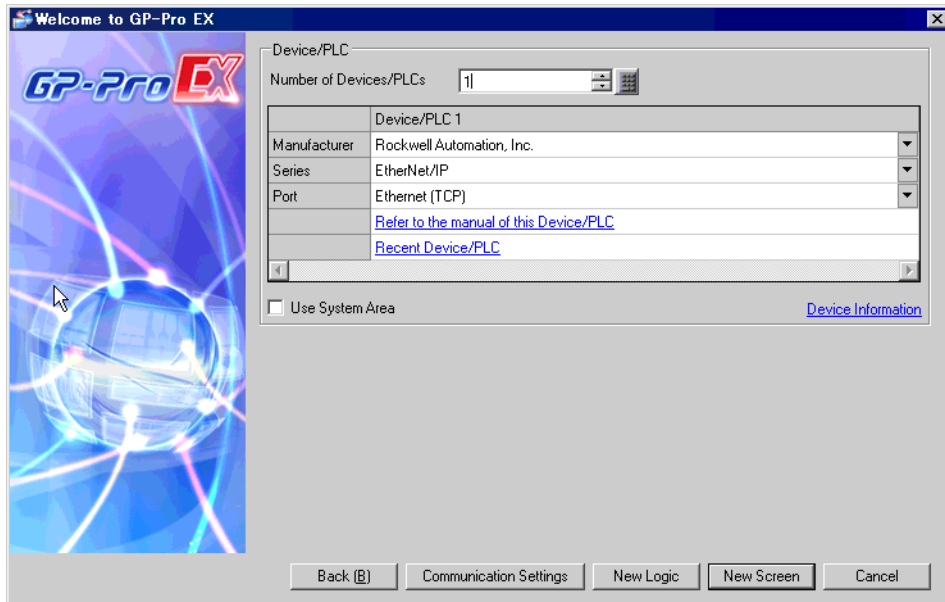 Welcome to GP-Pro EX
GP-Pro EX
Device/PLC
Number of Devices/PLCs 1
Device/PLC 1
Manufacturer Rockwell Automation, Inc.
Series EtherNet/IP
Port Ethernet (TCP)
Refer to the manual of this Device/PLC
Recent Device/PLC
Use System Area Device Information
Back (B) Communication Settings New Logic New Screen Cancel